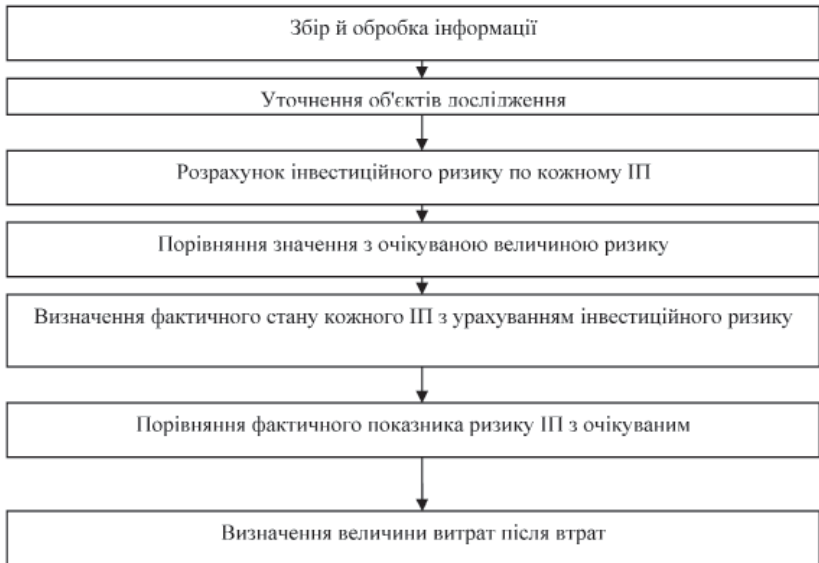 Збір й обробка інформації
Уточнення об'єктів дослідження
Розрахунок інвестиційного ризику по кожному ІП
Порівняння значення з очікуваною величиною ризику
Визначення фактичного стану кожного ІП з урахуванням інвестиційного ризику
Порівняння фактичного показника ризику ІП з очікуваним
Визначення величини витрат після втрат